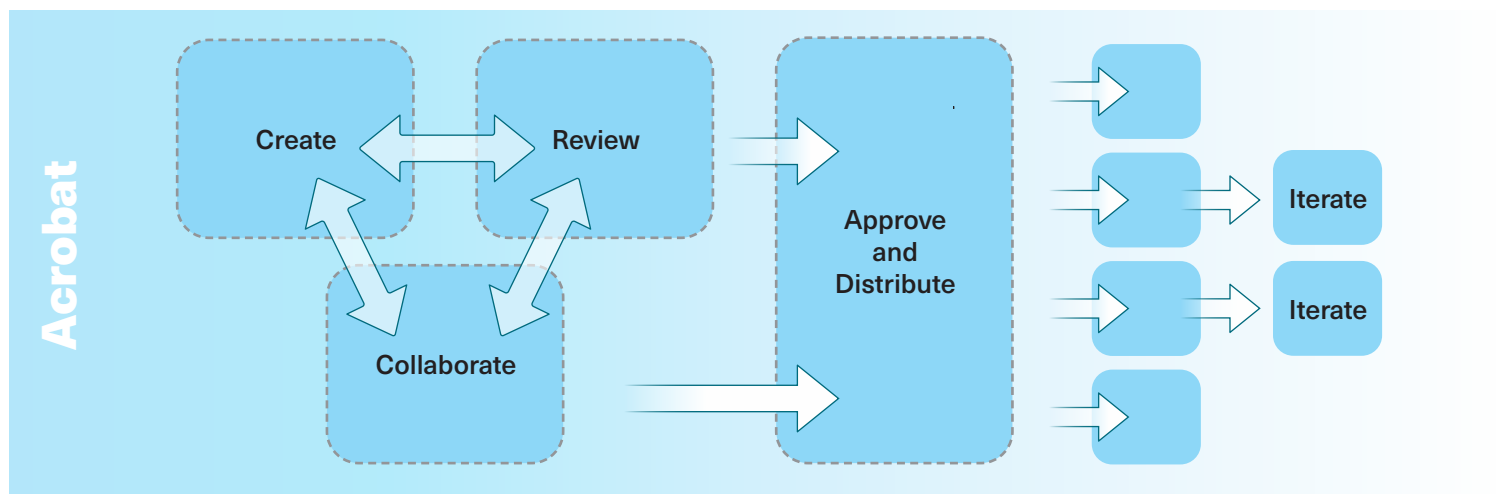 Acrobat
Create
Review
Collaborate
Approve
and
Distribute
Iterate
Iterate